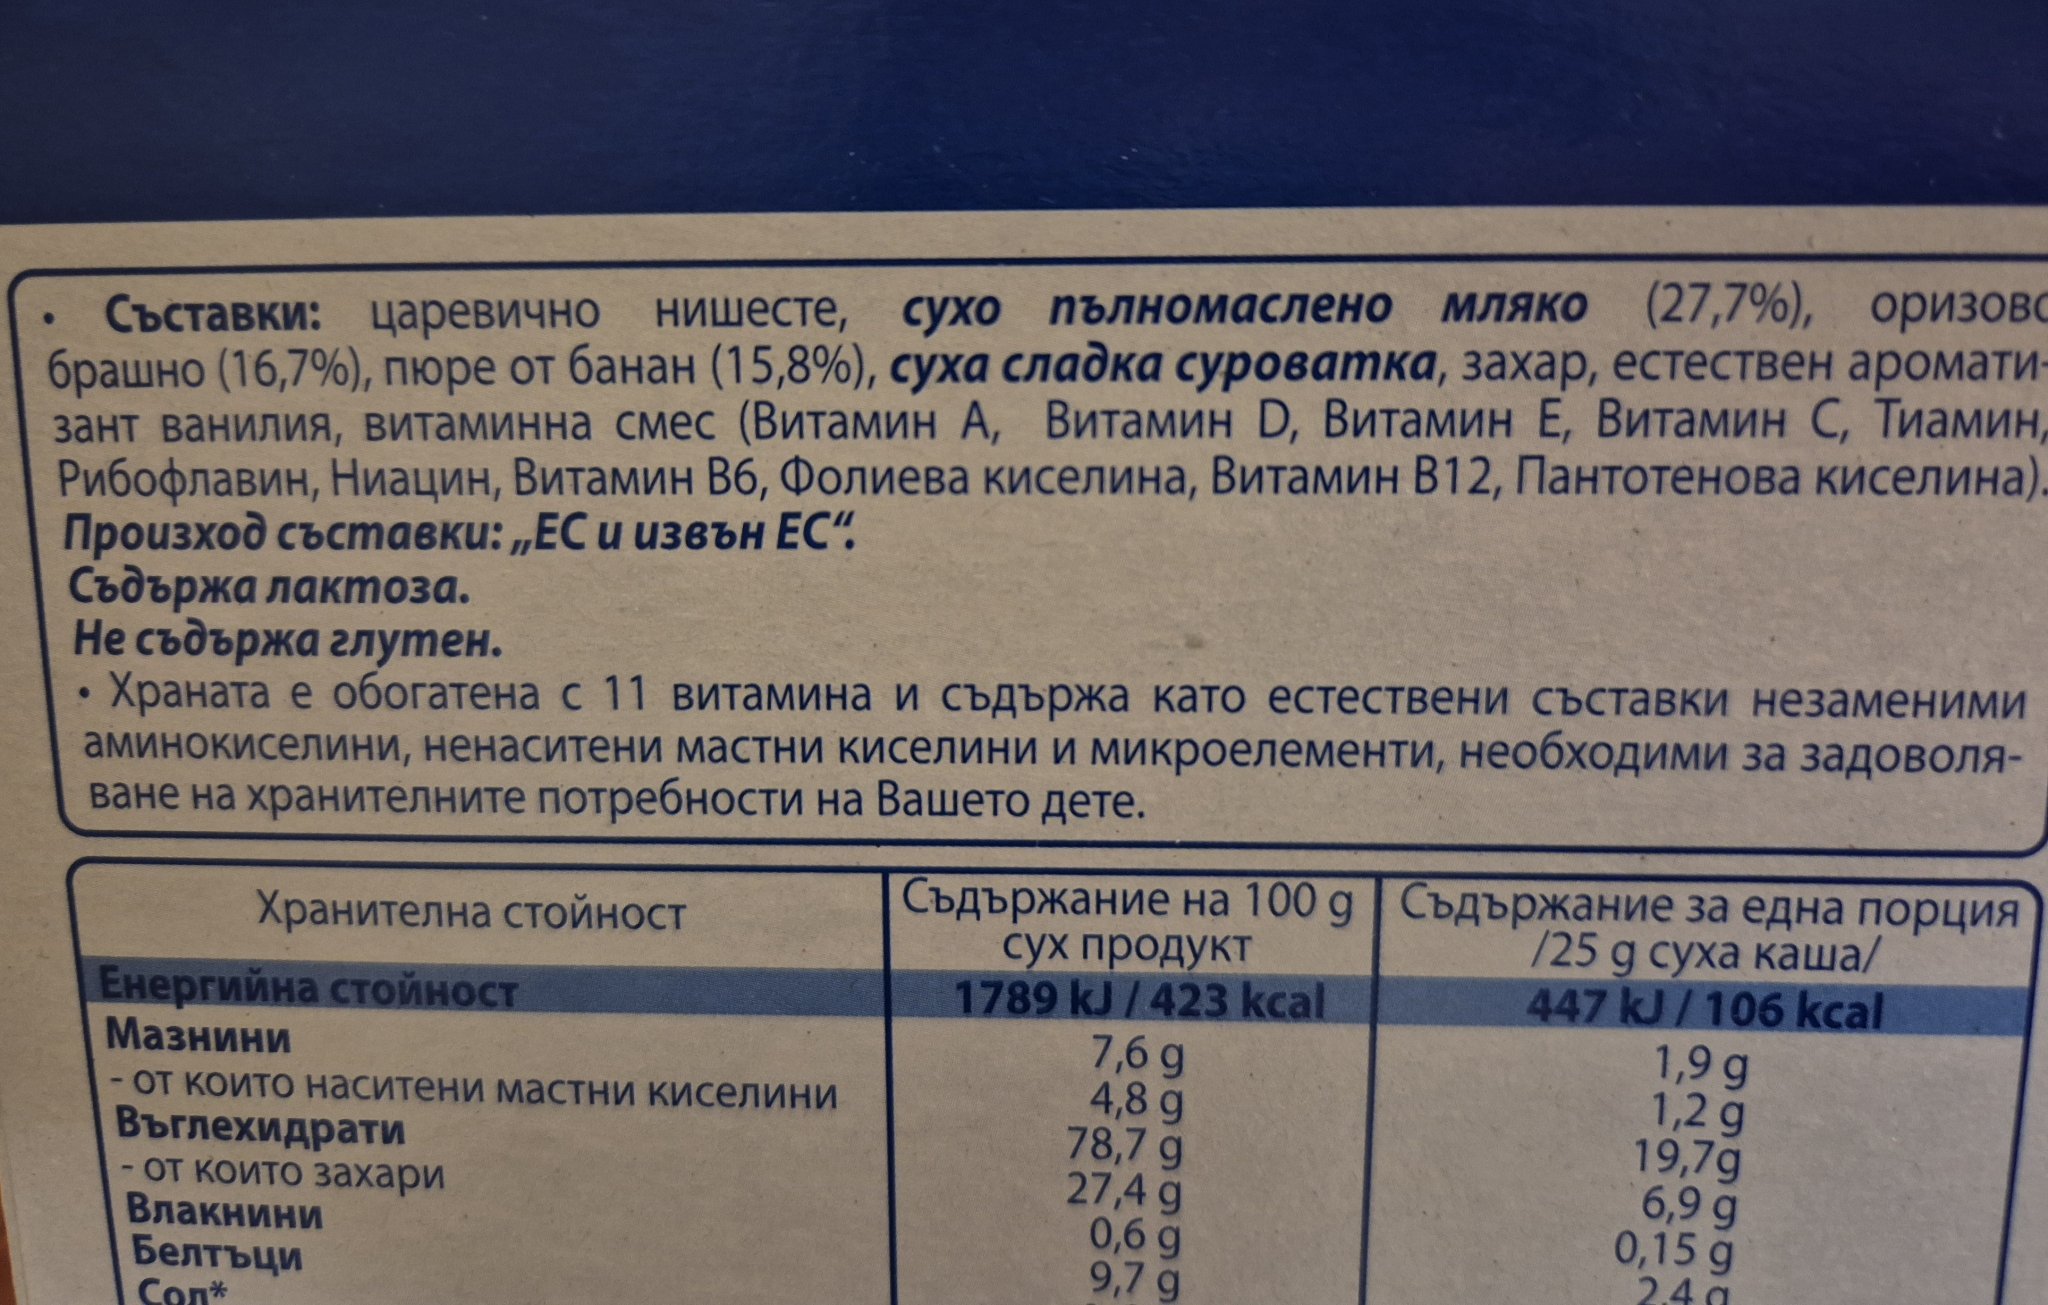 • Съставки: царевично нишесте, сухо пълномаслено мляко (27,7%), оризово
брашно (16,7%), пюре от банан (15,8%), суха сладка суроватка, захар, естествен аромати-
зант ванилия, витаминна смес (Витамин А, Витамин D, Витамин Е, Витамин С, Тиамин,
Рибофлавин, Ниацин, Витамин В6, Фолиева киселина, Витамин В12, Пантотенова киселина).
Произход съставки: „ЕС и извън ЕС“.
Съдържа лактоза.
Не съдържа глутен.
• Храната е обогатена с 11 витамина и съдържа като естествени съставки незаменими
аминокиселини, ненаситени мастни киселини и микроелементи, необходими за задоволя-
ване на хранителните потребности на Вашето дете.
Хранителна стойност Съдържание на 100 g сух продукт Съдържание за една порция /25 g суха каша/
Енергийна стойност 1789 kJ / 423 kcal 447 kJ / 106 kcal
Мазнини 7,6 g 1,9 g
- от които наситени мастни киселини 4,8 g 1,2 g
Въглехидрати 78,7 g 19,7g
- от които захари 27,4 g 6,9 g
Влакнини 0,6 g 0,15 g
Белтъци 9,7 g 2,4 g
Сол*